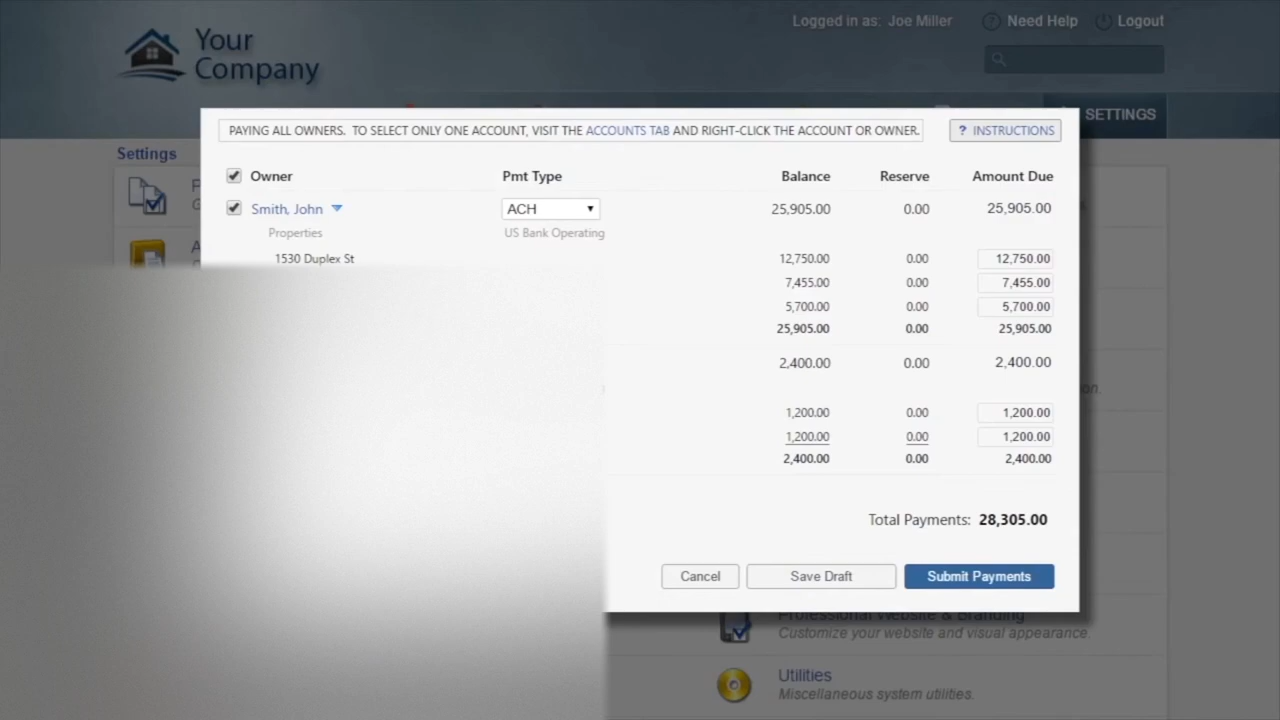 Logged in as: Joe Miller
Need Help
Logout
Your
Company
SETTINGS
Settings
PAYING ALL OWNERS. TO SELECT ONLY ONE ACCOUNT, VISIT THE ACCOUNTS TAB AND RIGHT-CLICK THE ACCOUNT OR OWNER.
? INSTRUCTIONS
Owner Pmt Type Balance Reserve Amount Due
Smith, John ACH 25,905.00 0.00 25,905.00
Properties US Bank Operating
1530 Duplex St 12,750.00 0.00 12,750.00
7,455.00 0.00 7,455.00
5,700.00 0.00 5,700.00
25,905.00 0.00 25,905.00
2,400.00 0.00 2,400.00
1,200.00 0.00 1,200.00
1,200.00 0.00 1,200.00
2,400.00 0.00 2,400.00
Total Payments: 28,305.00
Cancel Save Draft Submit Payments
Professional Website & Branding
Customize your website and visual appearance.
Utilities
Miscellaneous system utilities.